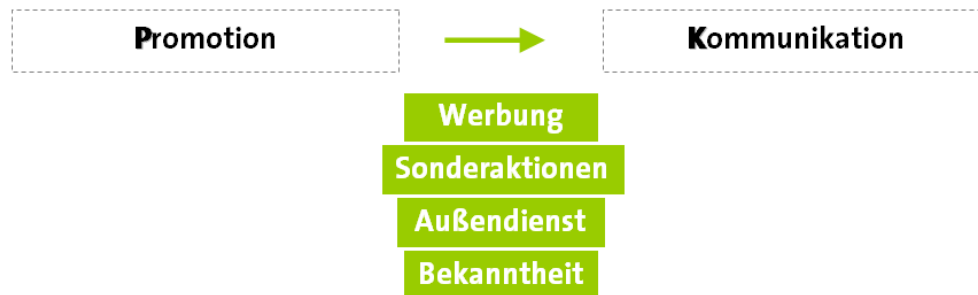 Promotion
Kommunikation
Werbung
Sonderaktionen
Außendienst
Bekanntheit